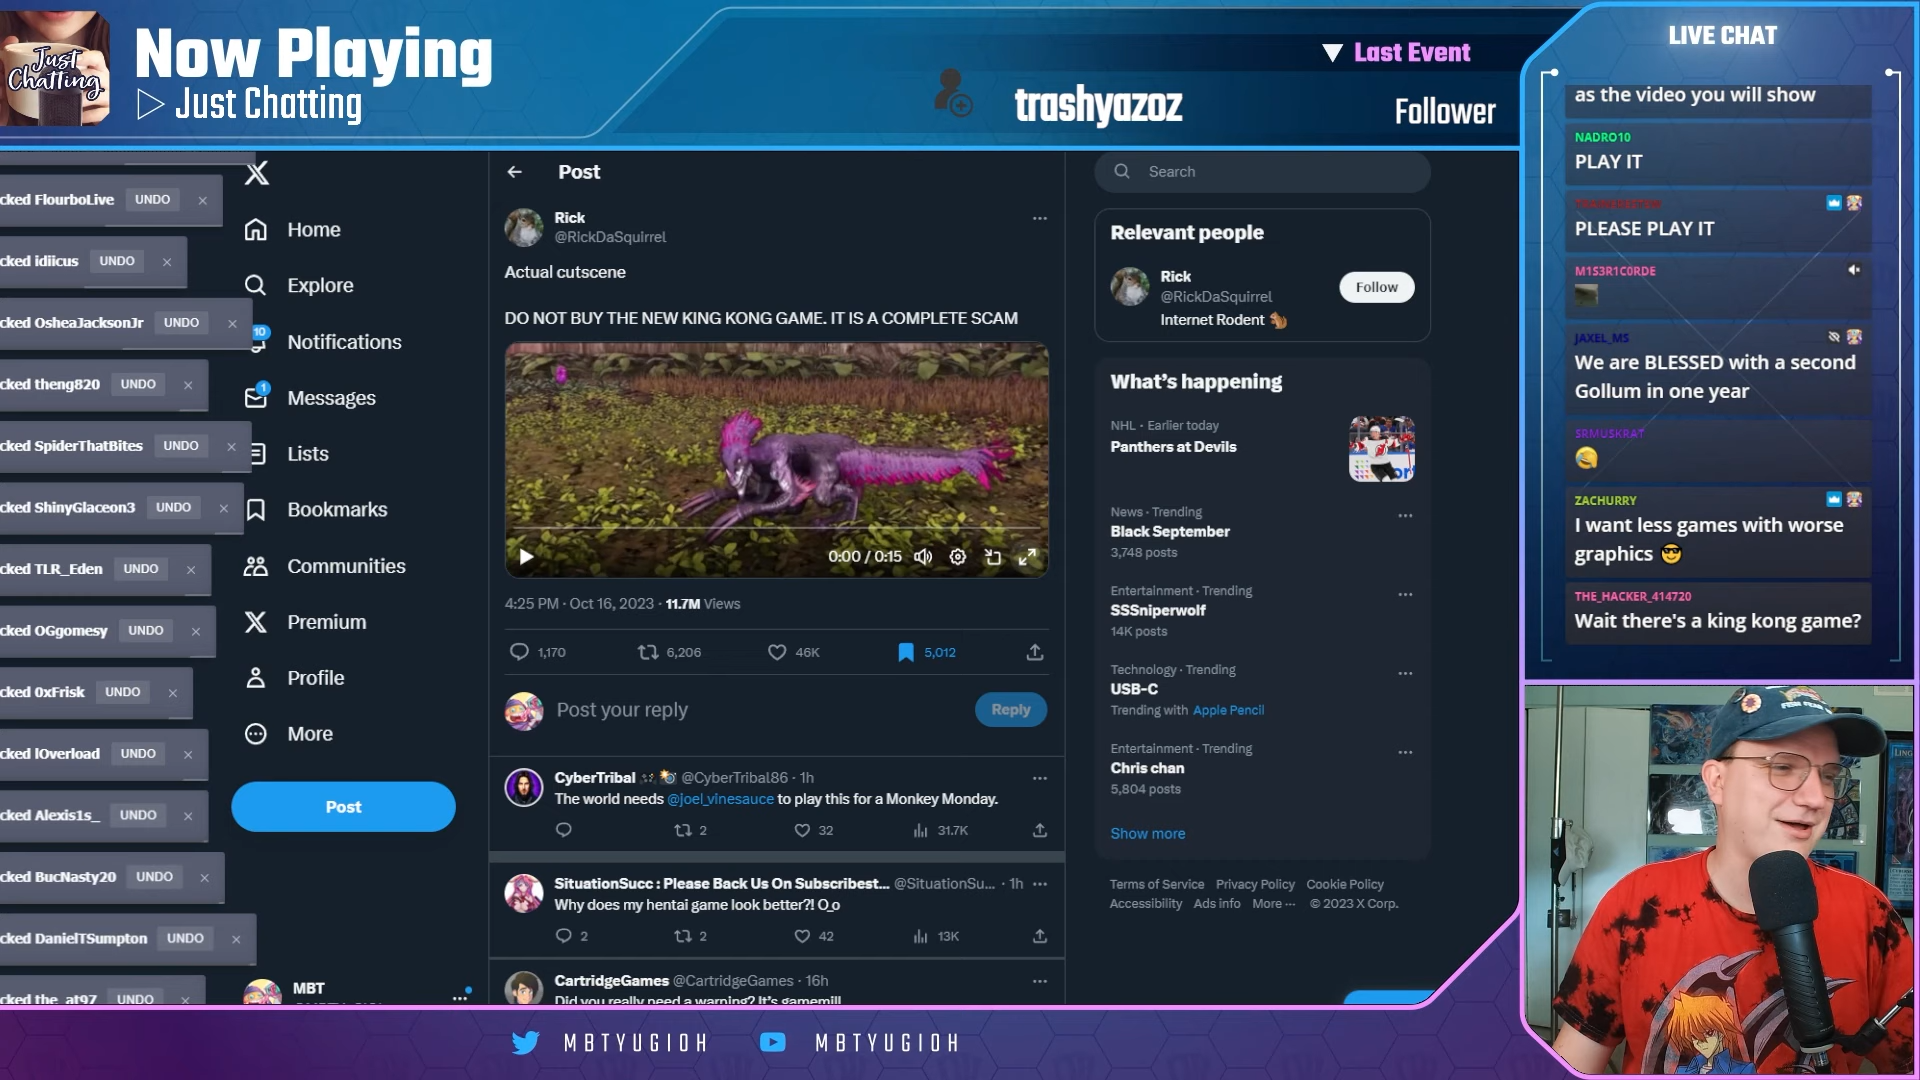 Just
Chatting
Now Playing
Just Chatting
Last Event
trashyazoz
Follower
cked FlourboLive UNDO
cked idiicus UNDO
cked OsheaJacksonJr UNDO
cked theng820 UNDO
cked SpiderThatBites UNDO
cked ShinyGlaceon3 UNDO
cked TLR_Eden UNDO
cked OGgomesy UNDO
cked 0xFrisk UNDO
cked lOverload UNDO
cked Alexis1s_ UNDO
cked BucNasty20 UNDO
cked DanielTSumpton UNDO
cked the_at97 UNDO
Home
Explore
10
Notifications
1
Messages
Lists
Bookmarks
Communities
Premium
Profile
More
Post
MBT
Post
Rick
@RickDaSquirrel
Actual cutscene
DO NOT BUY THE NEW KING KONG GAME. IT IS A COMPLETE SCAM
0:00 / 0:15
4:25 PM · Oct 16, 2023 · 11.7M Views
1,170 6,206 46K 5,012
Post your reply
Reply
CyberTribal @CyberTribal86 · 1h
The world needs @joel_vinesauce to play this for a Monkey Monday.
2 32 31.7K
SituationSucc : Please Back Us On Subscribest... @SituationSu... · 1h
Why does my hentai game look better?! O_o
2 2 42 13K
CartridgeGames @CartridgeGames · 16h
Did you really need a warning? It's gamemill
Search
Relevant people
Rick
@RickDaSquirrel
Follow
Internet Rodent 🐿️
What's happening
NHL · Earlier today
Panthers at Devils
News · Trending
Black September
3,748 posts
Entertainment · Trending
SSSniperwolf
14K posts
Technology · Trending
USB-C
Trending with Apple Pencil
Entertainment · Trending
Chris chan
5,804 posts
Show more
Terms of Service Privacy Policy Cookie Policy
Accessibility Ads info More ··· © 2023 X Corp.
LIVE CHAT
as the video you will show
NADRO10
PLAY IT
PLEASE PLAY IT
M1S3R1C0RDE
JAXEL_MS
We are BLESSED with a second
Gollum in one year
SRMUSKRAT
😂
ZACHURRY
I want less games with worse
graphics 😎
THE_HACKER_414720
Wait there's a king kong game?
MBTYUGIOH
MBTYUGIOH